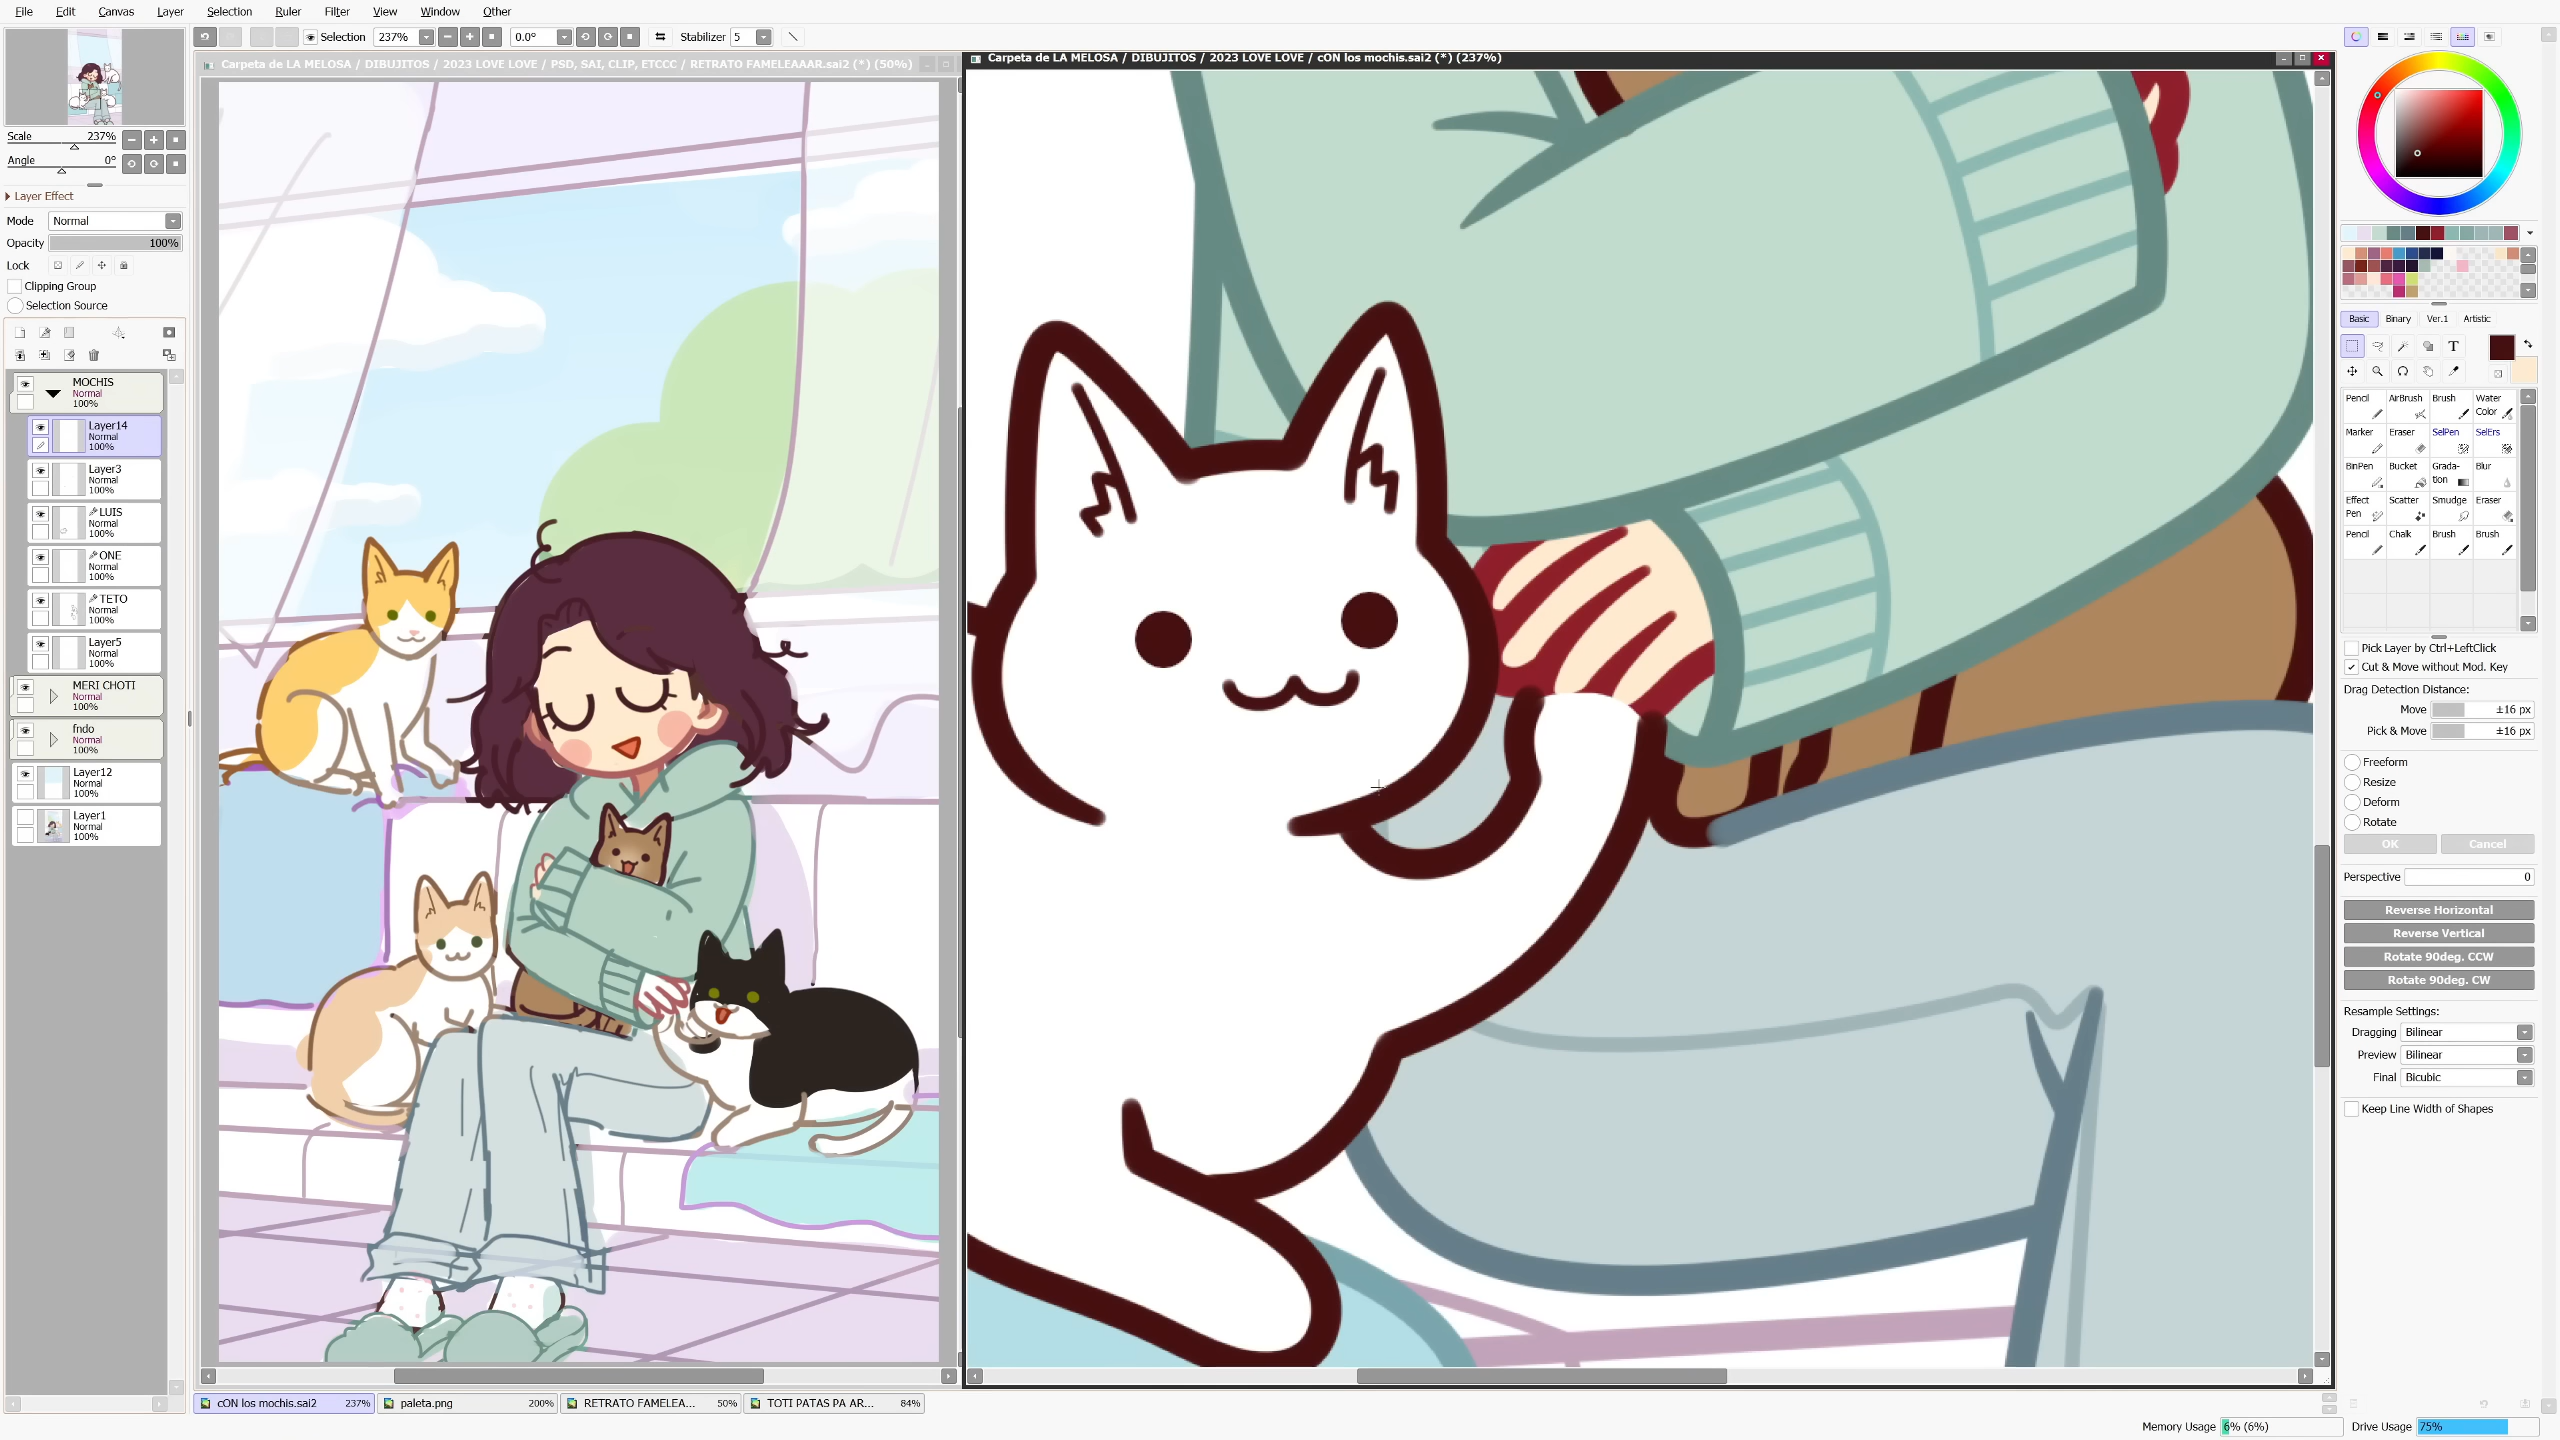 File Edit Canvas Layer Selection Ruler Filter View Window Other
Selection 237% 0.0° Stabilizer 5
Carpeta de LA MELOSA / DIBUJITOS / 2023 LOVE LOVE / PSD, SAI, CLIP, ETCCC / RETRATO FAMELEAAAR.sai2 (*) (50%)
Carpeta de LA MELOSA / DIBUJITOS / 2023 LOVE LOVE / cON los mochis.sai2 (*) (237%)
Scale 237%
Angle 0°
Layer Effect
Mode Normal
Opacity 100%
Lock
Clipping Group
Selection Source
MOCHIS
Normal
100%
Layer14
Normal
100%
Layer3
Normal
100%
LUIS
Normal
100%
ONE
Normal
100%
TETO
Normal
100%
Layer5
Normal
100%
MERI CHOTI
Normal
100%
fndo
Normal
100%
Layer12
Normal
100%
Layer1
Normal
100%
Basic Binary Ver.1 Artistic
T
Pencil AirBrush Brush Water Color
Marker Eraser SelPen SelErs
BinPen Bucket Grada-tion Blur
Effect Pen Scatter Smudge Eraser
Pencil Chalk Brush Brush
Pick Layer by Ctrl+LeftClick
Cut & Move without Mod. Key
Drag Detection Distance:
Move ±16 px
Pick & Move ±16 px
Freeform
Resize
Deform
Rotate
OK Cancel
Perspective 0
Reverse Horizontal
Reverse Vertical
Rotate 90deg. CCW
Rotate 90deg. CW
Resample Settings:
Dragging Bilinear
Preview Bilinear
Final Bicubic
Keep Line Width of Shapes
cON los mochis.sai2 237% paleta.png 200% RETRATO FAMELEA... 50% TOTI PATAS PA AR... 84%
Memory Usage 6% (6%) Drive Usage 75%